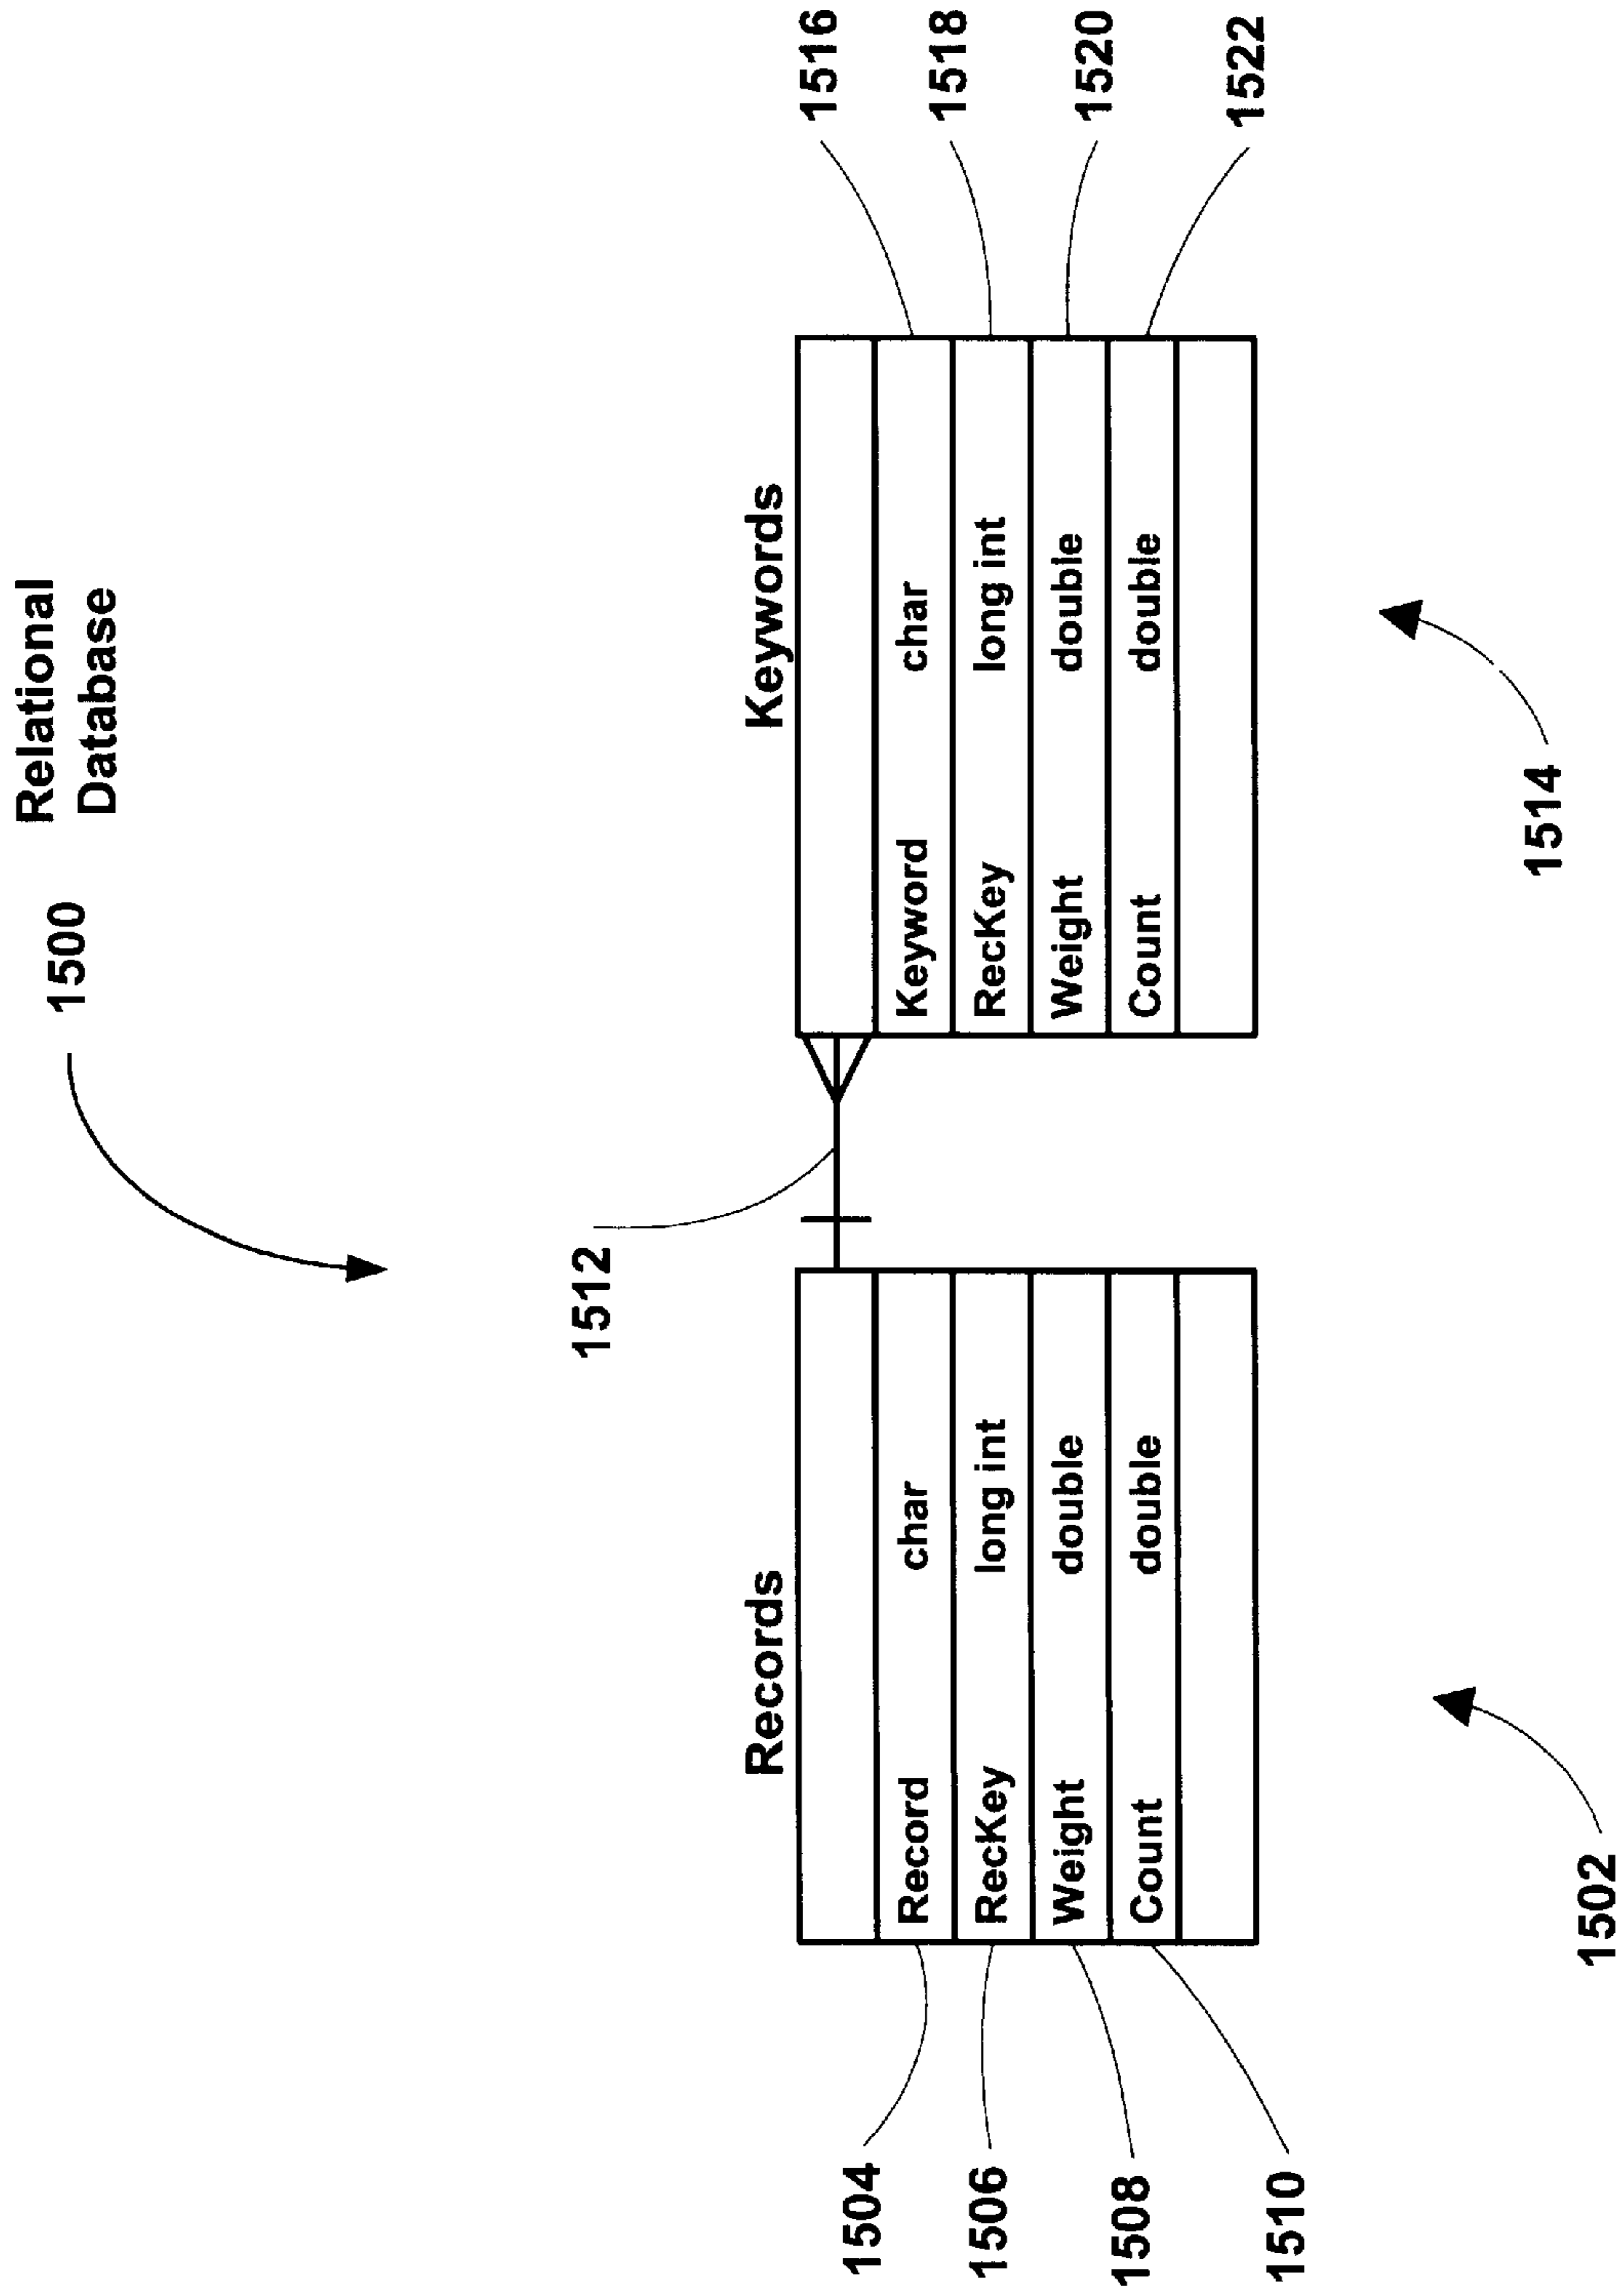 1500 Relational
Database
1512
Records
Record char
RecKey long int
Weight double
Count double
1504
1506
1508
1510
1502
Keywords
Keyword char
RecKey long int
Weight double
Count double
1516
1518
1520
1522
1514